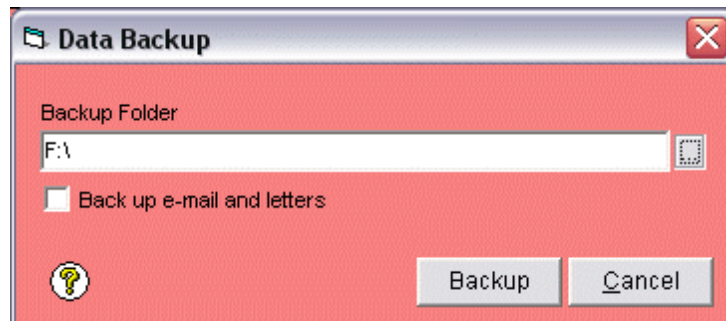 Data Backup
Backup Folder
F:\
Back up e-mail and letters
Backup Cancel